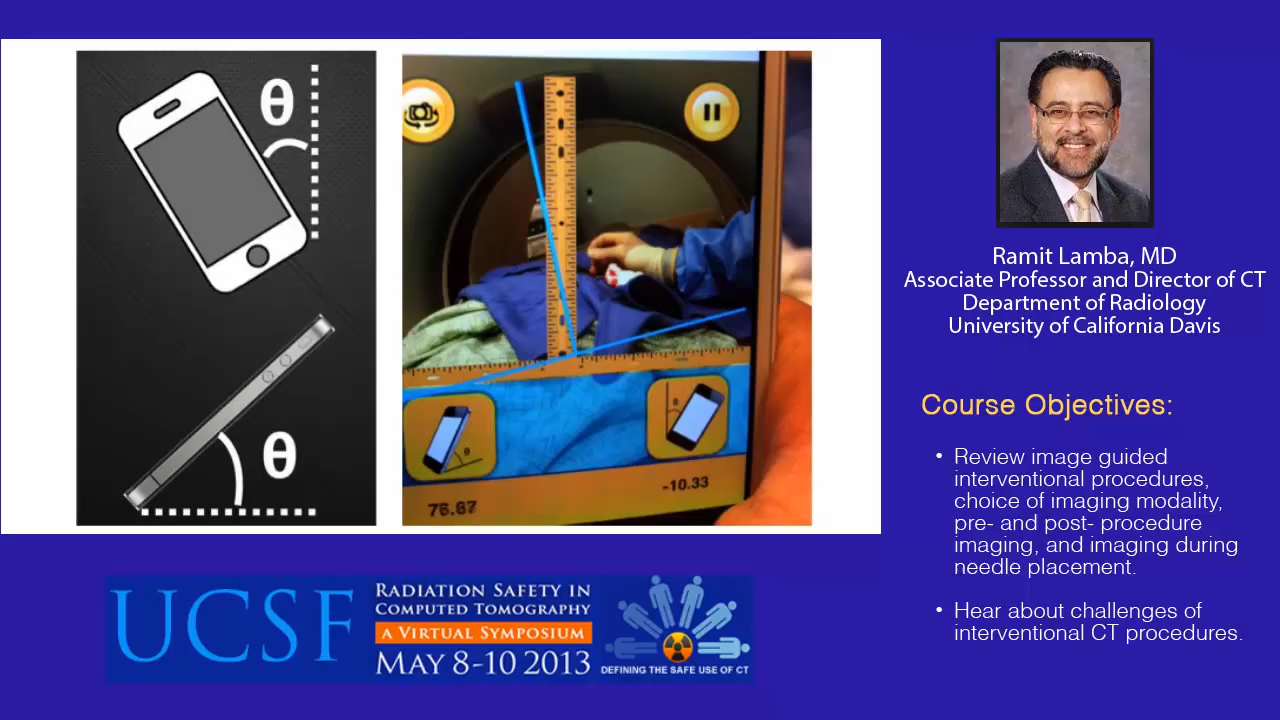 θ
θ
θ
θ
76.67
-10.33
Ramit Lamba, MD
Associate Professor and Director of CT
Department of Radiology
University of California Davis
Course Objectives:
• Review image guided
interventional procedures,
choice of imaging modality,
pre- and post- procedure
imaging, and imaging during
needle placement.
• Hear about challenges of
interventional CT procedures.
UCSF
RADIATION SAFETY IN
COMPUTED TOMOGRAPHY
A VIRTUAL SYMPOSIUM
MAY 8-10 2013
DEFINING THE SAFE USE OF CT